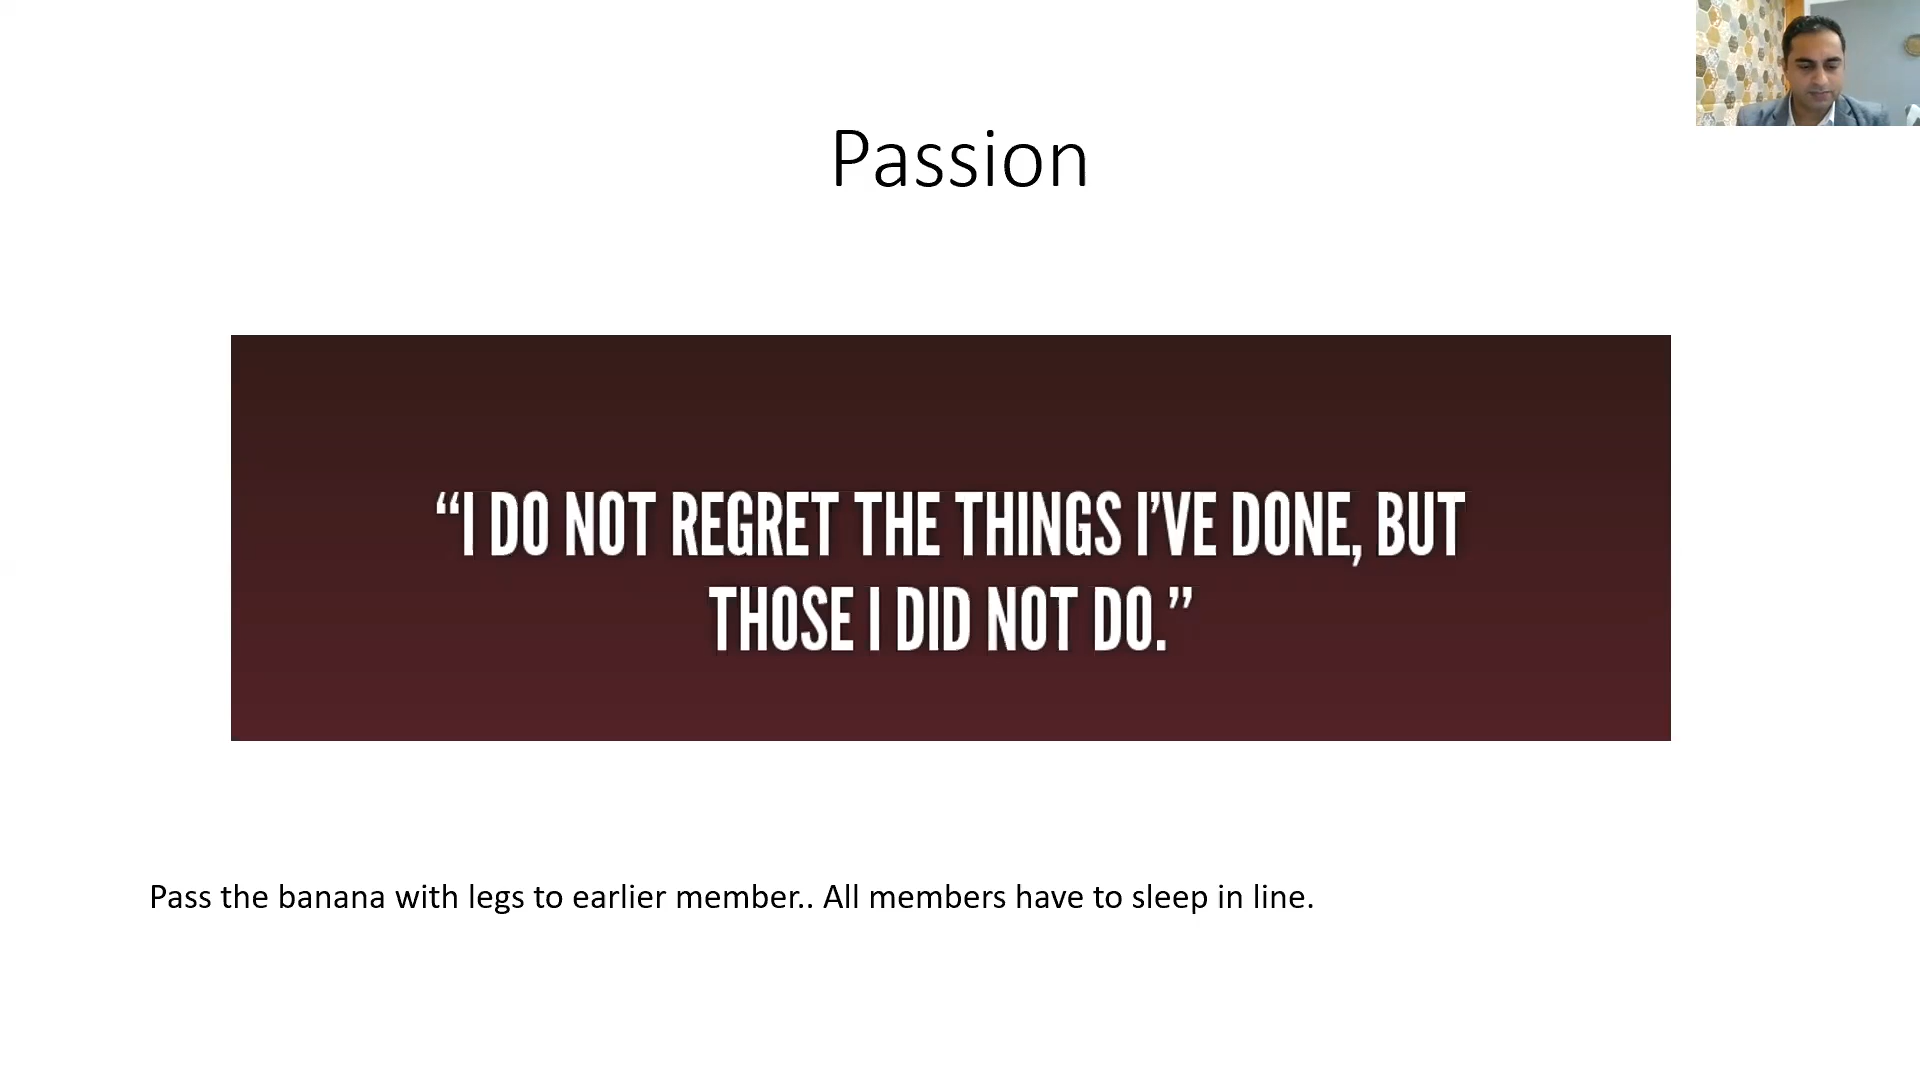 Passion
“I DO NOT REGRET THE THINGS I’VE DONE, BUT
THOSE I DID NOT DO.”
Pass the banana with legs to earlier member.. All members have to sleep in line.